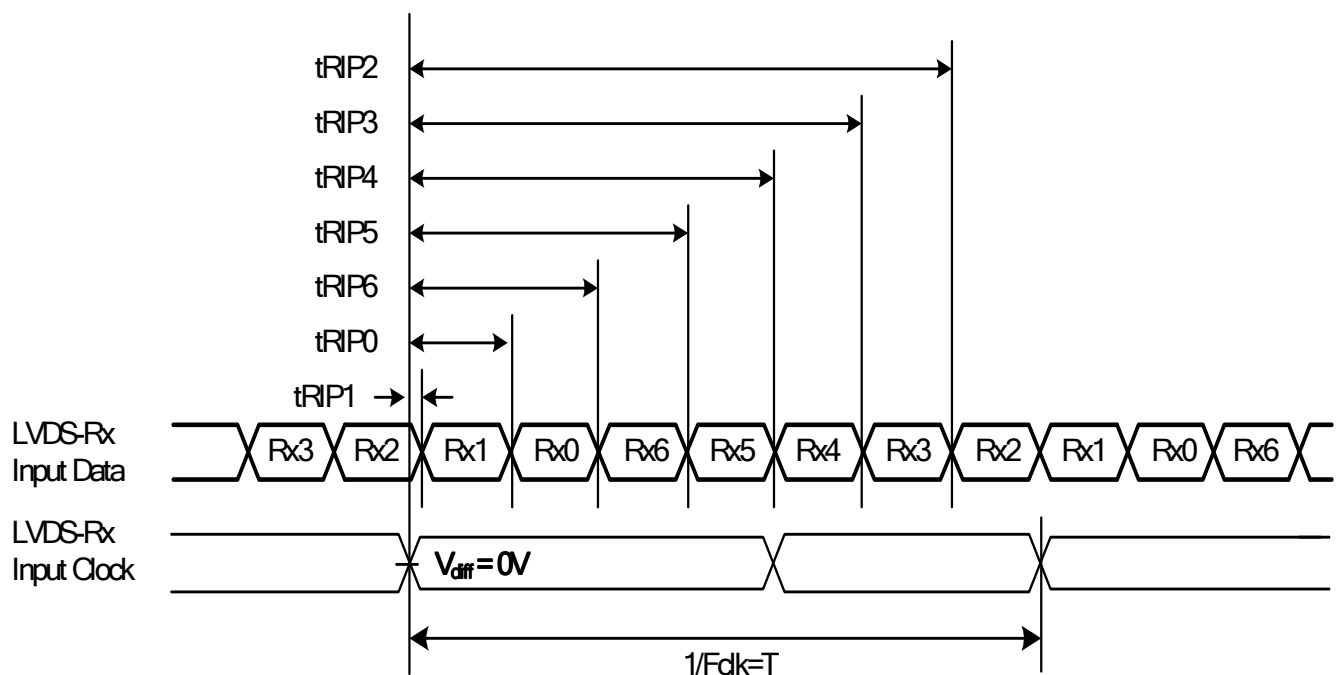 tRIP2
tRIP3
tRIP4
tRIP5
tRIP6
tRIP0
tRIP1
LVDS-Rx
Input Data
Rx3 Rx2 Rx1 Rx0 Rx6 Rx5 Rx4 Rx3 Rx2 Rx1 Rx0 Rx6
LVDS-Rx
Input Clock
Vdiff = 0V
1/Fclk=T